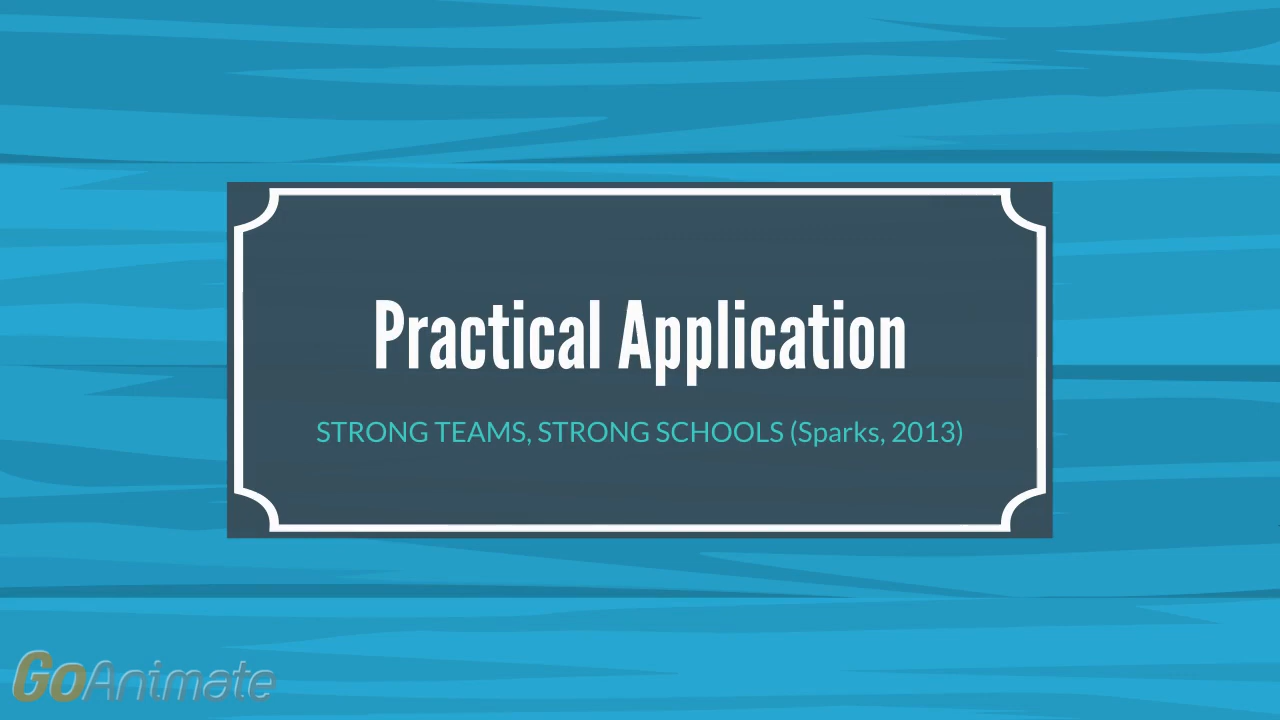 Practical Application
STRONG TEAMS, STRONG SCHOOLS (Sparks, 2013)
GoAnimate